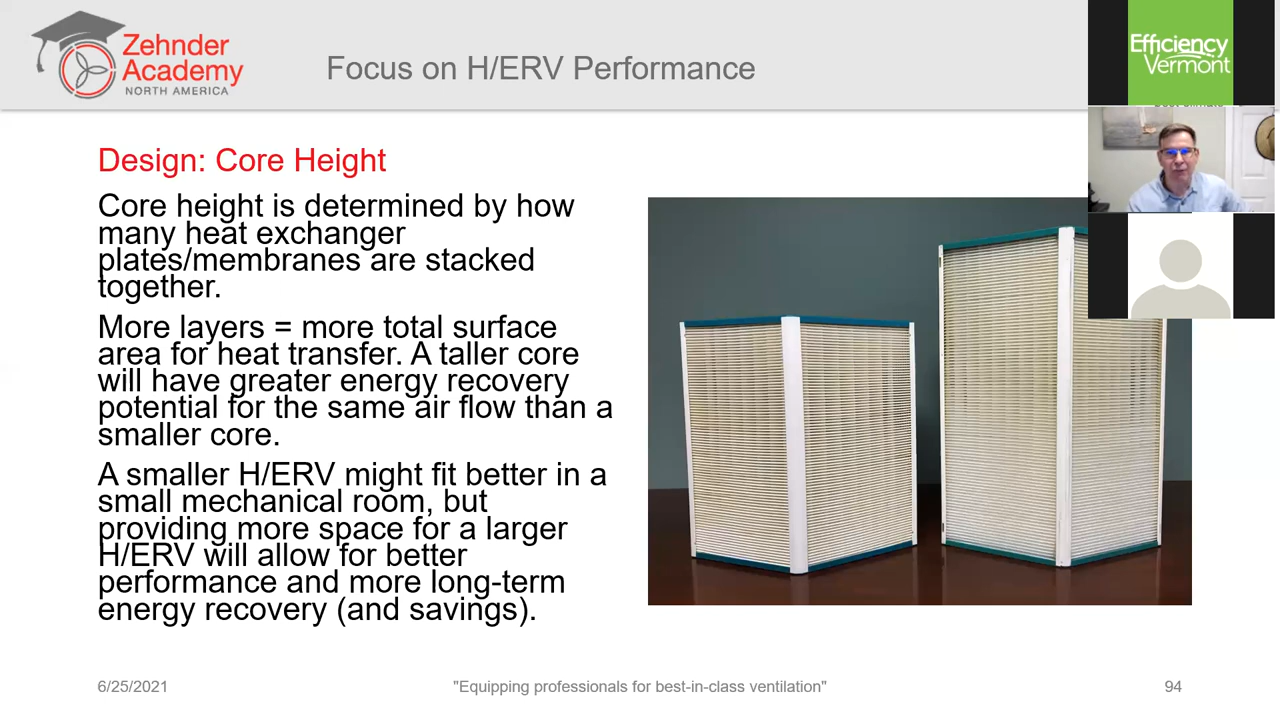 Zehnder
Academy
NORTH AMERICA
Focus on H/ERV Performance
Efficiency
Vermont
Design: Core Height
Core height is determined by how
many heat exchanger
plates/membranes are stacked
together.
More layers = more total surface
area for heat transfer. A taller core
will have greater energy recovery
potential for the same air flow than a
smaller core.
A smaller H/ERV might fit better in a
small mechanical room, but
providing more space for a larger
H/ERV will allow for better
performance and more long-term
energy recovery (and savings).
6/25/2021
"Equipping professionals for best-in-class ventilation"
94